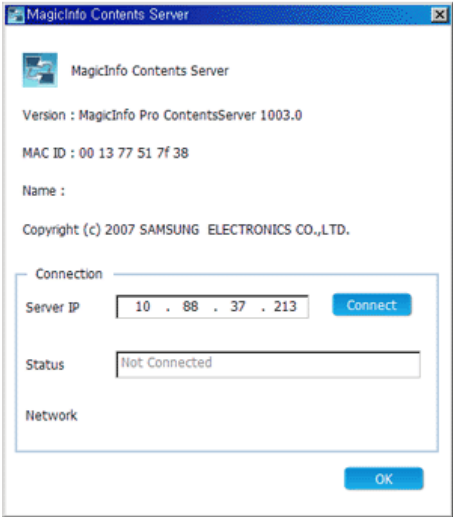 MagicInfo Contents Server
MagicInfo Contents Server
Version : MagicInfo Pro ContentsServer 1003.0
MAC ID : 00 13 77 51 7f 38
Name :
Copyright (c) 2007 SAMSUNG ELECTRONICS CO.,LTD.
Connection
Server IP 10 . 88 . 37 . 213 Connect
Status Not Connected
Network
OK